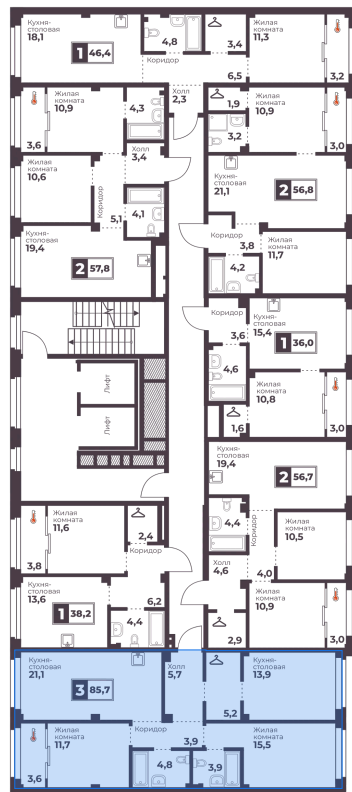 Кухня-
столовая
18,1
1 46,4
4,8
3,4
Жилая
комната
11,3
Коридор
6,5
3,2
Холл
2,3
Жилая
комната
10,9
3,6
4,3
1,9
Жилая
комната
10,9
3,2
3,0
10,6
Холл
3,4
Коридор
5,1
4,1
Кухня-
столовая
21,1
2 56,8
Кухня-
столовая
19,4
2 57,8
Коридор
3,8
4,2
Жилая
комната
11,7
Коридор
3,6
Кухня-
столовая
15,4
1 36,0
4,6
Лифт
Лифт
Жилая
комната
10,8
1,6
3,0
Кухня-
столовая
19,4
2 56,7
4,4
Коридор
Жилая
комната
10,5
Жилая
комната
11,6
2,4
Коридор
3,8
Кухня-
столовая
13,6
1 38,2
6,2
4,4
Холл
4,6
4,0
Жилая
комната
10,9
2,9
3,0
Кухня-
столовая
21,1
3 85,7
Холл
5,7
5,2
Жилая
комната
13,9
Жилая
комната
11,7
3,6
Коридор
3,9
4,8
3,9
Жилая
комната
15,5